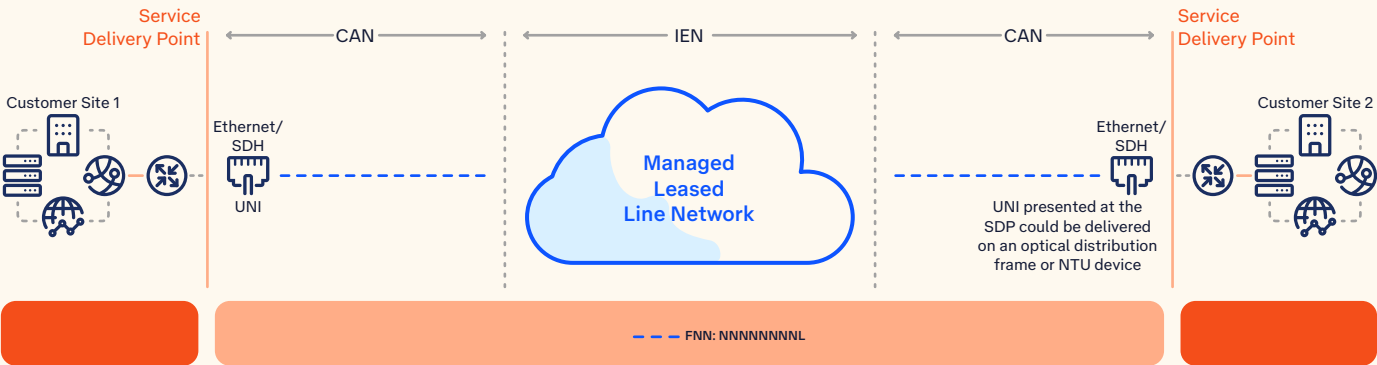 Service
Delivery Point
CAN
IEN
CAN
Service
Delivery Point
Customer Site 1
Customer Site 2
Ethernet/
SDH
UNI
Managed
Leased
Line Network
Ethernet/
SDH
UNI presented at the
SDP could be delivered
on an optical distribution
frame or NTU device
FNN: NNNNNNNNL